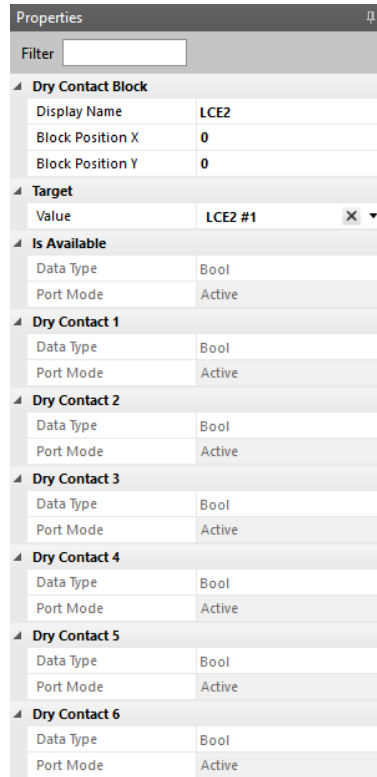 Properties
Filter
Dry Contact Block
Display Name LCE2
Block Position X 0
Block Position Y 0
Target
Value LCE2 #1
Is Available
Data Type Bool
Port Mode Active
Dry Contact 1
Data Type Bool
Port Mode Active
Dry Contact 2
Data Type Bool
Port Mode Active
Dry Contact 3
Data Type Bool
Port Mode Active
Dry Contact 4
Data Type Bool
Port Mode Active
Dry Contact 5
Data Type Bool
Port Mode Active
Dry Contact 6
Data Type Bool
Port Mode Active